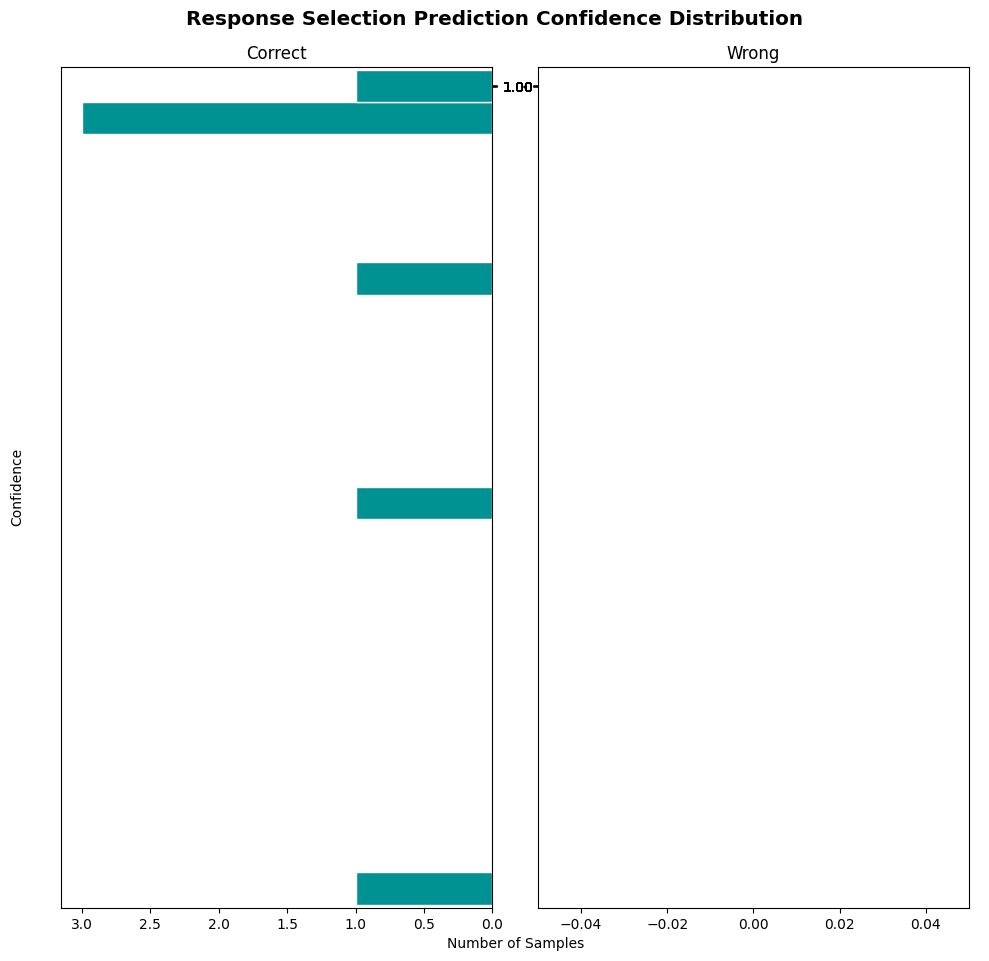 Response Selection Prediction Confidence Distribution
Correct
Wrong
1.00
Confidence
3.0 2.5 2.0 1.5 1.0 0.5 0.0
−0.04 −0.02 0.00 0.02 0.04
Number of Samples